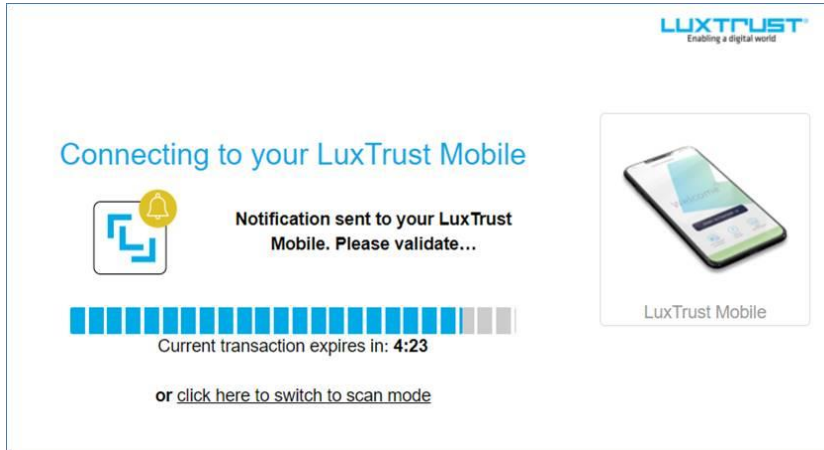 LUXTRUST
Enabling a digital world
Connecting to your LuxTrust Mobile
Notification sent to your LuxTrust
Mobile. Please validate...
Welcome
LuxTrust Mobile
Current transaction expires in: 4:23
or click here to switch to scan mode